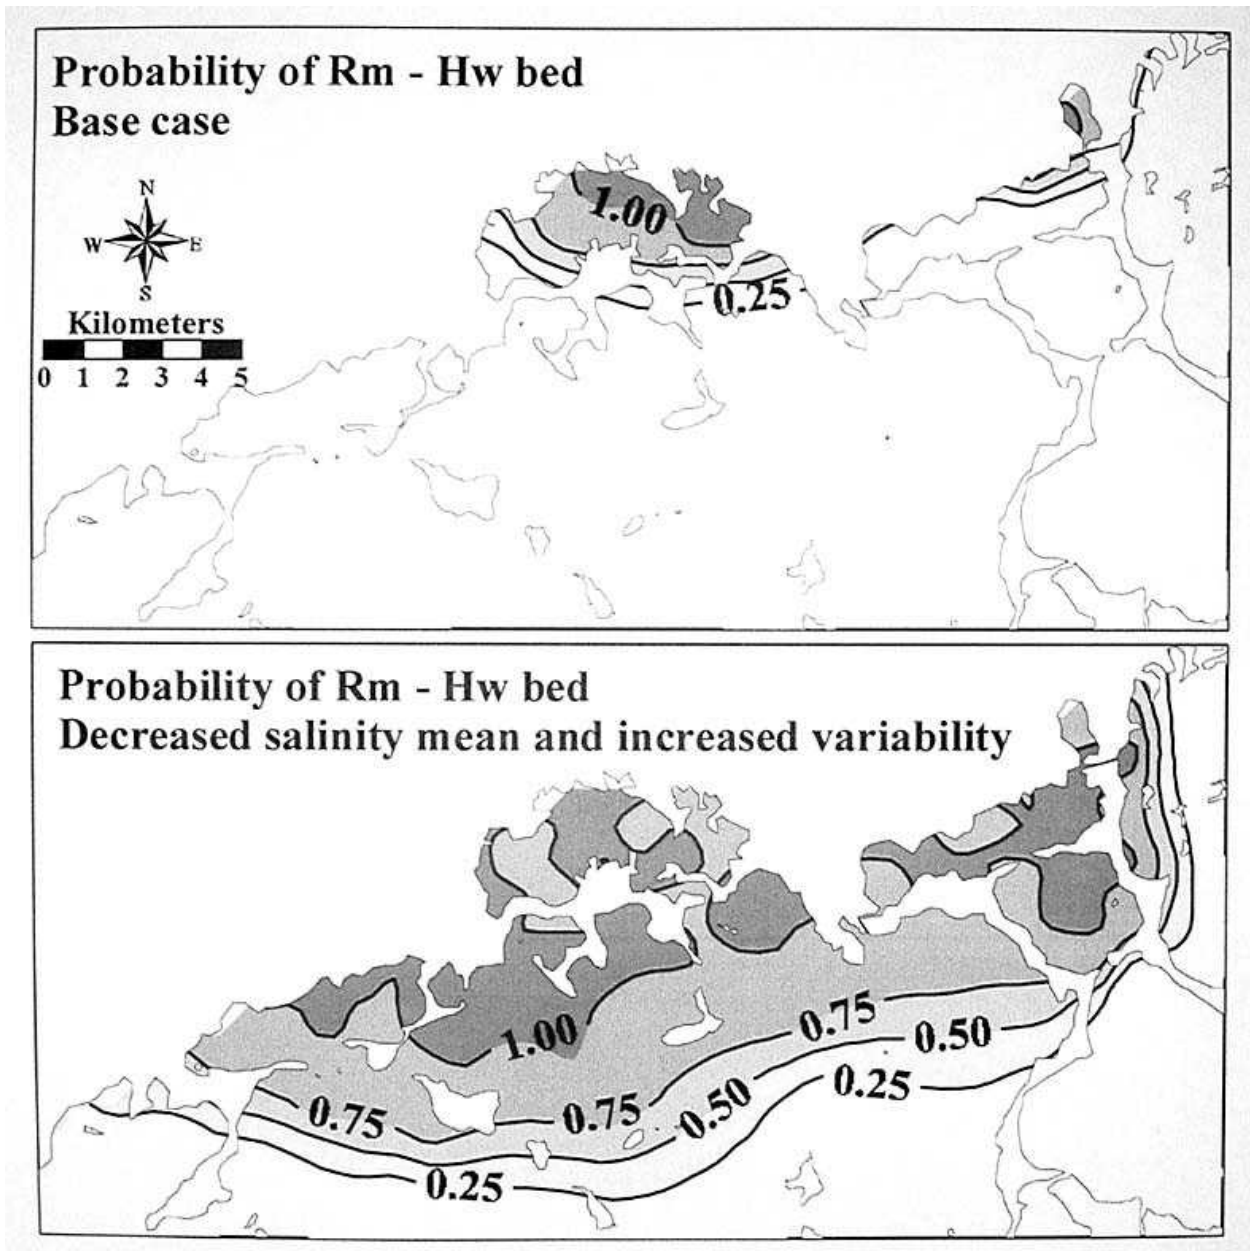 Probability of Rm - Hw bed
Base case
N
W E
S
Kilometers
0 1 2 3 4 5
1.00
0.25
Probability of Rm - Hw bed
Decreased salinity mean and increased variability
1.00
0.75
0.50
0.25
0.75
0.75
0.50
0.25